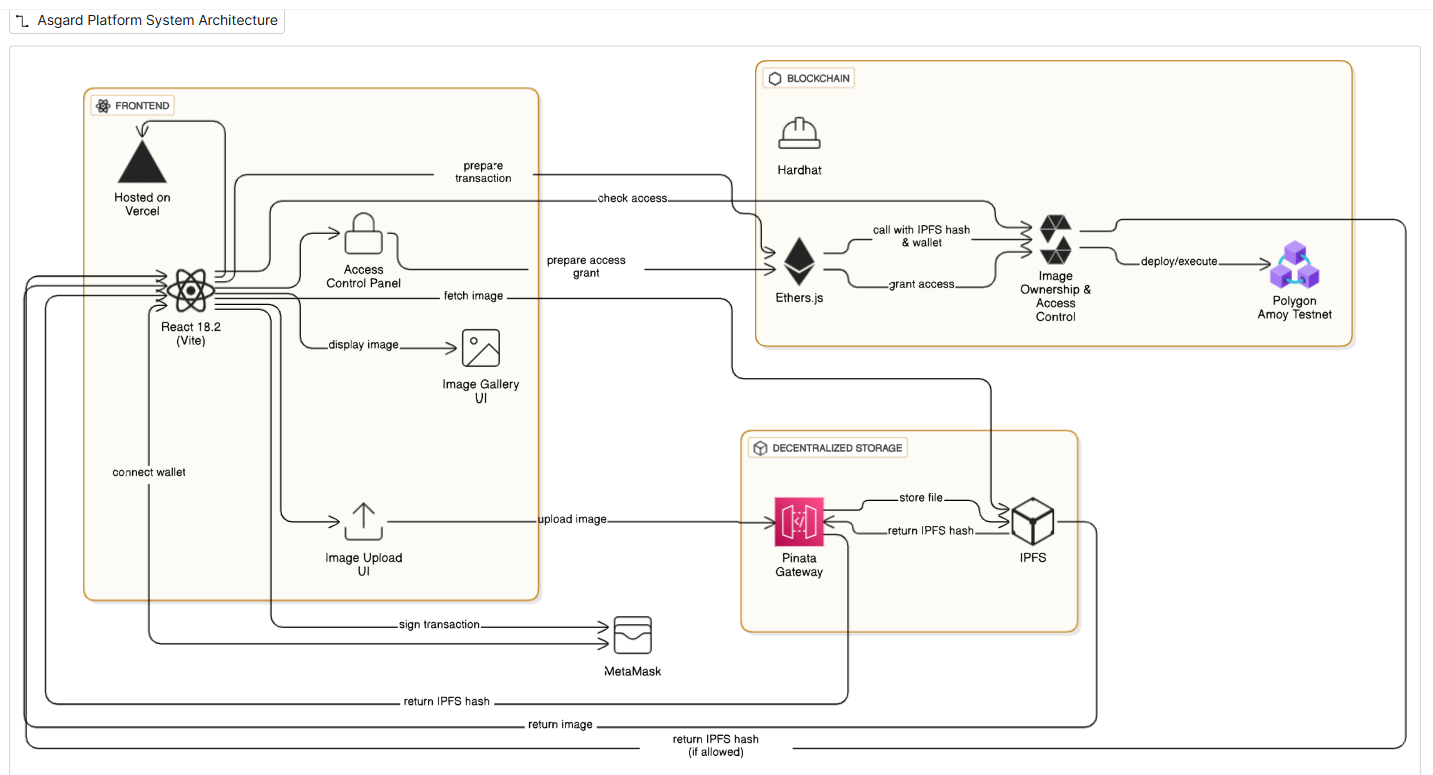 Asgard Platform System Architecture
BLOCKCHAIN
FRONTEND
Hardhat
prepare
transaction
Hosted on
Vercel
check access
call with IPFS hash
& wallet
prepare access
grant
deploy/execute
Access
Control Panel
Image
Ownership &
Access
Control
grant access
Ethers.js
fetch image
Polygon
Amoy Testnet
React 18.2
(Vite)
display image
Image Gallery
UI
DECENTRALIZED STORAGE
connect wallet
store file
upload image
return IPFS hash
Image Upload
UI
Pinata
Gateway
IPFS
sign transaction
MetaMask
return IPFS hash
return image
return IPFS hash
(if allowed)